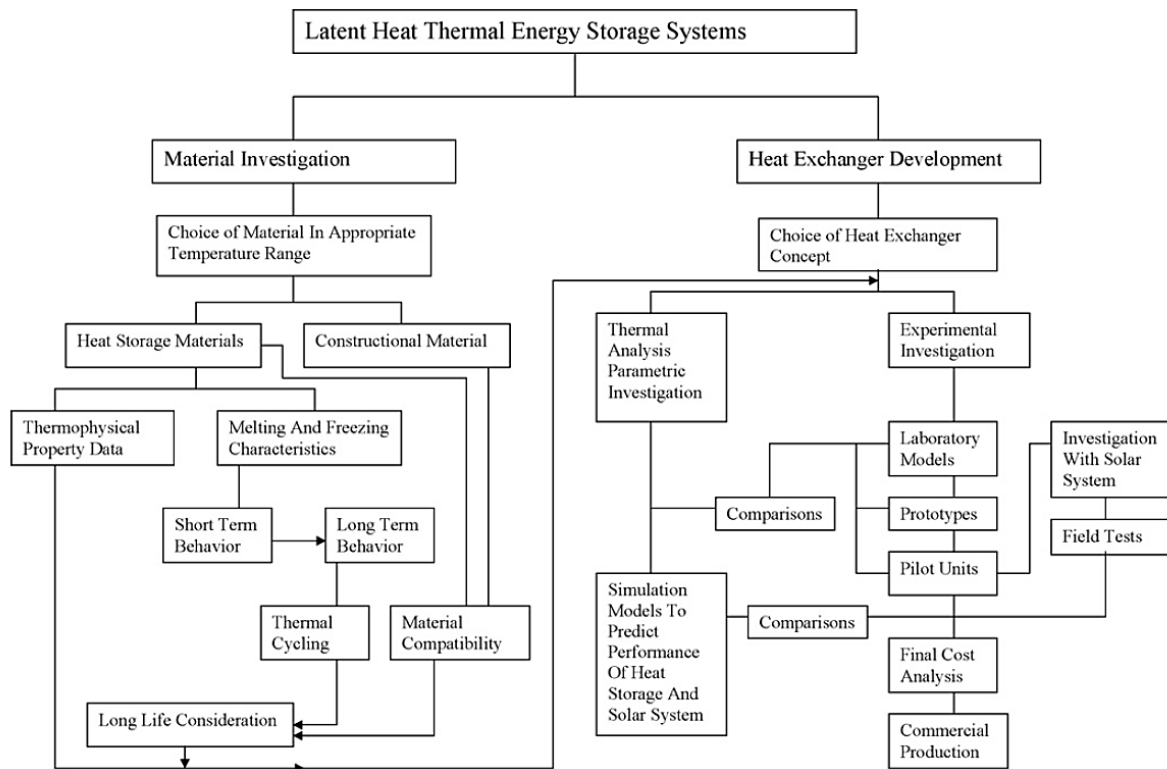 Latent Heat Thermal Energy Storage Systems
Material Investigation
Heat Exchanger Development
Choice of Material In Appropriate
Temperature Range
Choice of Heat Exchanger
Concept
Heat Storage Materials
Constructional Material
Thermal
Analysis
Parametric
Investigation
Experimental
Investigation
Thermophysical
Property Data
Melting And Freezing
Characteristics
Laboratory
Models
Investigation
With Solar
System
Short Term
Behavior
Long Term
Behavior
Comparisons
Prototypes
Field Tests
Pilot Units
Simulation
Models To
Predict
Performance
Of Heat
Storage And
Solar System
Thermal
Cycling
Material
Compatibility
Comparisons
Final Cost
Analysis
Long Life Consideration
Commercial
Production